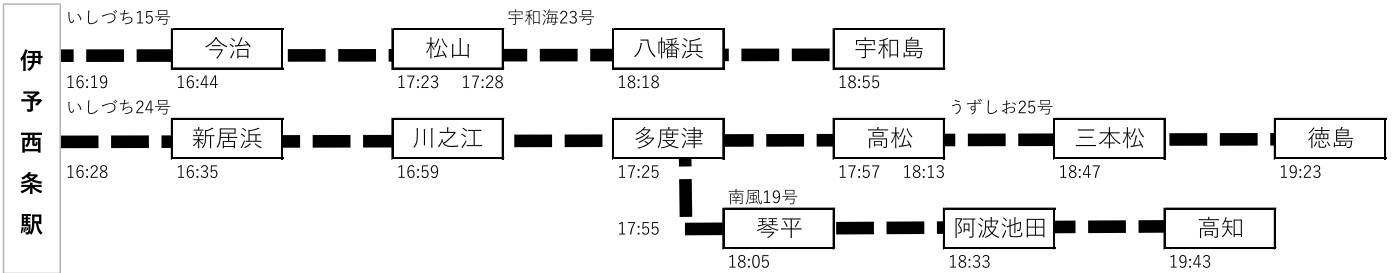 伊予西条駅
いしづち15号
宇和海23号
今治
松山
八幡浜
宇和島
16:19
16:44
17:23
17:28
18:18
18:55
いしづち24号
うずしお25号
新居浜
川之江
多度津
高松
三本松
徳島
16:28
16:35
16:59
17:25
17:57
18:13
18:47
19:23
南風19号
17:55
琴平
阿波池田
高知
18:05
18:33
19:43